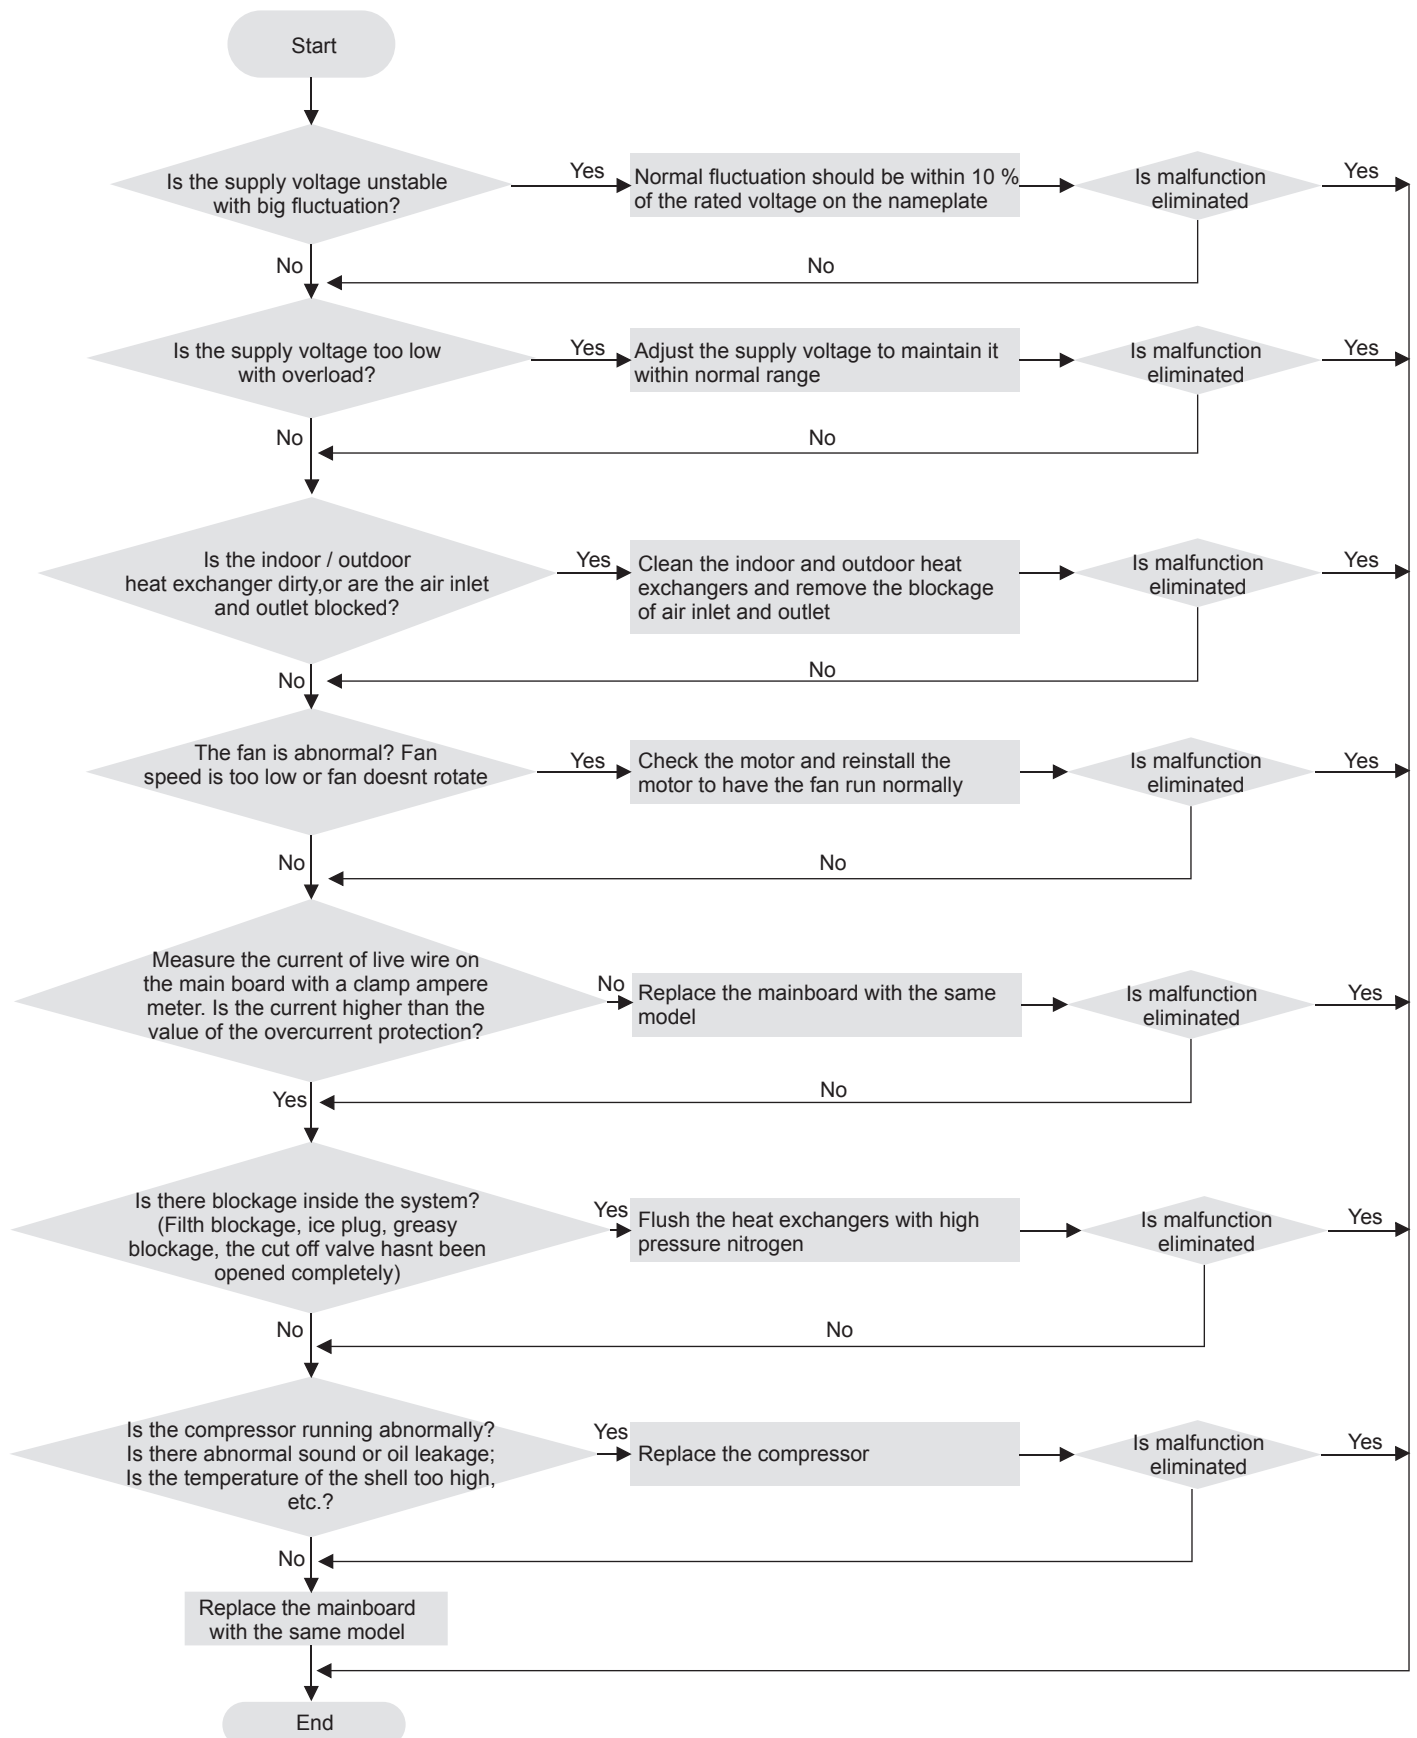 Start
Is the supply voltage unstable
with big fluctuation?
Yes
Normal fluctuation should be within 10 %
of the rated voltage on the nameplate
Is malfunction
eliminated
Yes
No
No
Is the supply voltage too low
with overload?
Yes
Adjust the supply voltage to maintain it
within normal range
Is malfunction
eliminated
Yes
No
No
Is the indoor / outdoor
heat exchanger dirty,or are the air inlet
and outlet blocked?
Yes
Clean the indoor and outdoor heat
exchangers and remove the blockage
of air inlet and outlet
Is malfunction
eliminated
Yes
No
No
The fan is abnormal? Fan
speed is too low or fan doesnt rotate
Yes
Check the motor and reinstall the
motor to have the fan run normally
Is malfunction
eliminated
Yes
No
No
Measure the current of live wire on
the main board with a clamp ampere
meter. Is the current higher than the
value of the overcurrent protection?
No
Replace the mainboard with the same
model
Is malfunction
eliminated
Yes
Yes
No
Is there blockage inside the system?
(Filth blockage, ice plug, greasy
blockage, the cut off valve hasnt been
opened completely)
Yes
Flush the heat exchangers with high
pressure nitrogen
Is malfunction
eliminated
Yes
No
No
Is the compressor running abnormally?
Is there abnormal sound or oil leakage;
Is the temperature of the shell too high,
etc.?
Yes
Replace the compressor
Is malfunction
eliminated
Yes
No
Replace the mainboard
with the same model
End